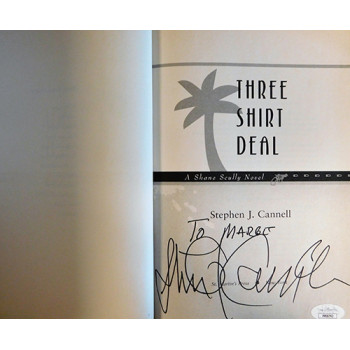 THREE
SHIRT
DEAL
A Shane Scully Novel
Stephen J. Cannell
TO MARGE
St. Martin's Press